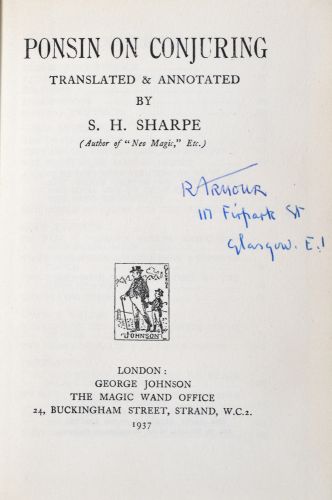 PONSIN ON CONJURING
TRANSLATED & ANNOTATED
BY
S. H. SHARPE
(Author of "Neo Magic," Etc.)
R ARMOUR
111 Firpark St
Glasgow. E.1
JOHNSON
LONDON:
GEORGE JOHNSON
THE MAGIC WAND OFFICE
24, BUCKINGHAM STREET, STRAND, W.C.2.
1937